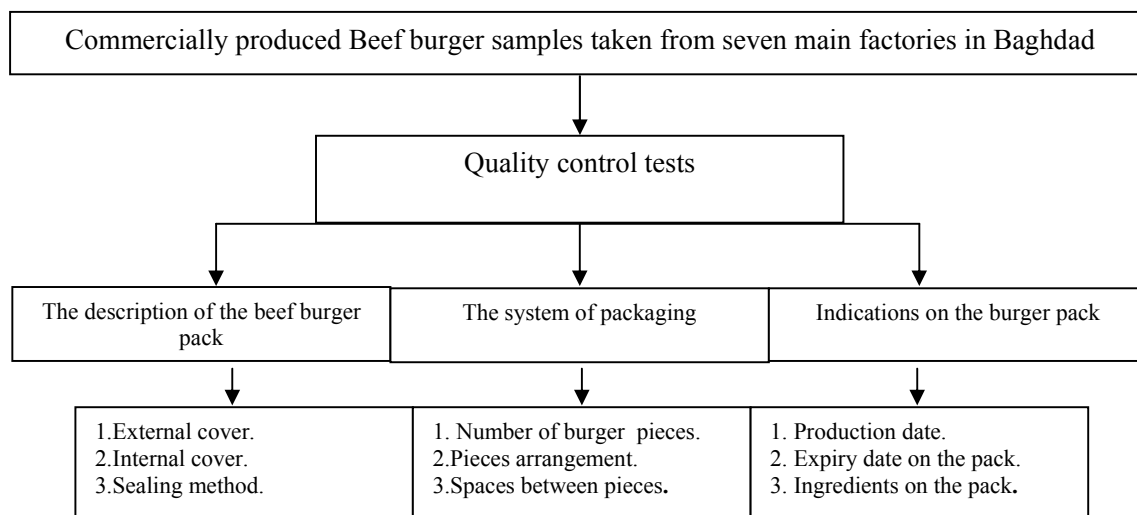 Commercially produced Beef burger samples taken from seven main factories in Baghdad
Quality control tests
The description of the beef burger
pack
The system of packaging
Indications on the burger pack
1.External cover.
2.Internal cover.
3.Sealing method.
1. Number of burger pieces.
2.Pieces arrangement.
3.Spaces between pieces.
1. Production date.
2. Expiry date on the pack.
3. Ingredients on the pack.